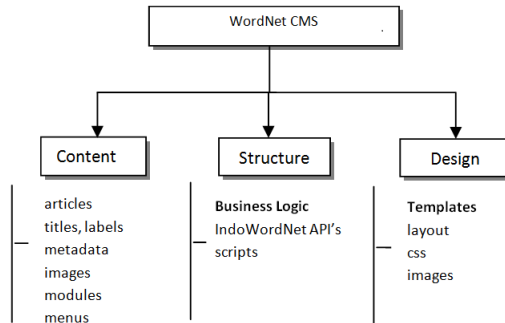 WordNet CMS
Content
Structure
Design
articles
titles, labels
metadata
images
modules
menus
Business Logic
IndoWordNet API's
scripts
Templates
layout
css
images